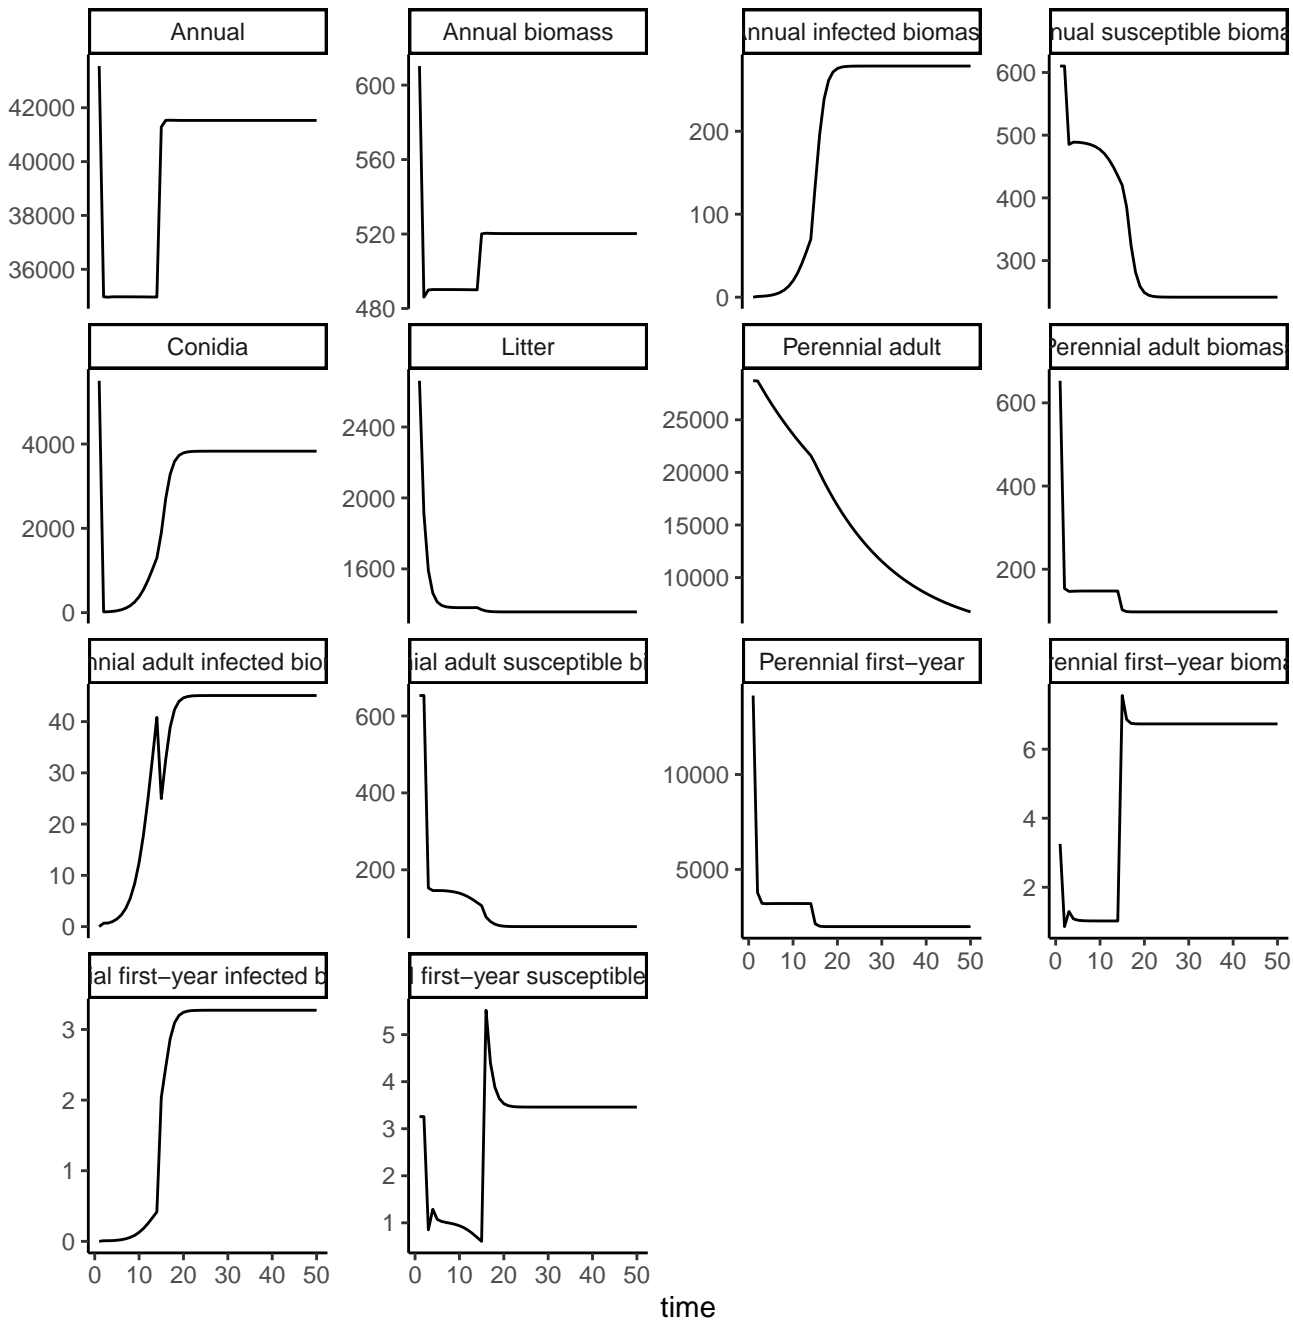 Annual
Annual biomass
Annual infected biomas
nual susceptible bioma
42000
40000
38000
36000
600
560
520
480
200
100
0
600
500
400
300
Conidia
Litter
Perennial adult
Perennial adult biomass
4000
2000
0
2400
2000
1600
25000
20000
15000
10000
600
400
200
nnial adult infected bior
ial adult susceptible bi
Perennial first−year
rennial first−year bioma
40
30
20
10
0
600
400
200
10000
5000
6
4
2
0 10 20 30 40 50
0 10 20 30 40 50
ial first−year infected b
l first−year susceptible
3
2
1
0
5
4
3
2
1
0 10 20 30 40 50
0 10 20 30 40 50
time